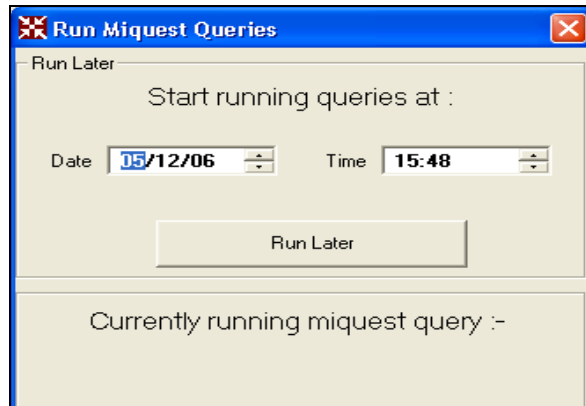 Run Miquest Queries
Run Later
Start running queries at :
Date 05/12/06 Time 15:48
Run Later
Currently running miquest query :-